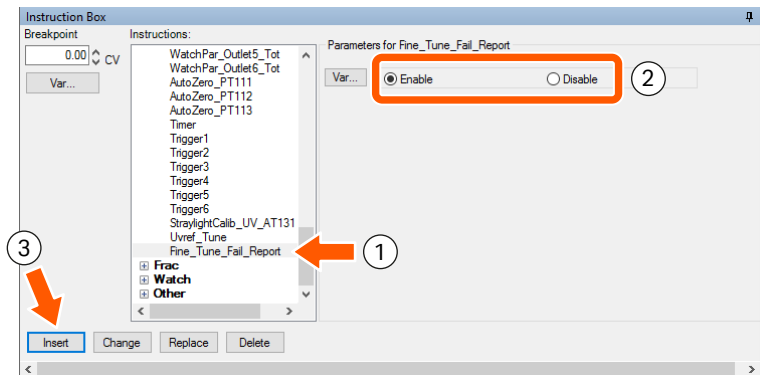 Instruction Box
Breakpoint
Instructions:
0.00
CV
Var...
WatchPar_Outlet5_Tot
WatchPar_Outlet6_Tot
AutoZero_PT111
AutoZero_PT112
AutoZero_PT113
Timer
Trigger1
Trigger2
Trigger3
Trigger4
Trigger5
Trigger6
StraylightCalib_UV_AT131
Uvref_Tune
Fine_Tune_Fail_Report
Frac
Watch
Other
Parameters for Fine_Tune_Fail_Report
Var...
Enable
Disable
2
1
3
Insert
Change
Replace
Delete